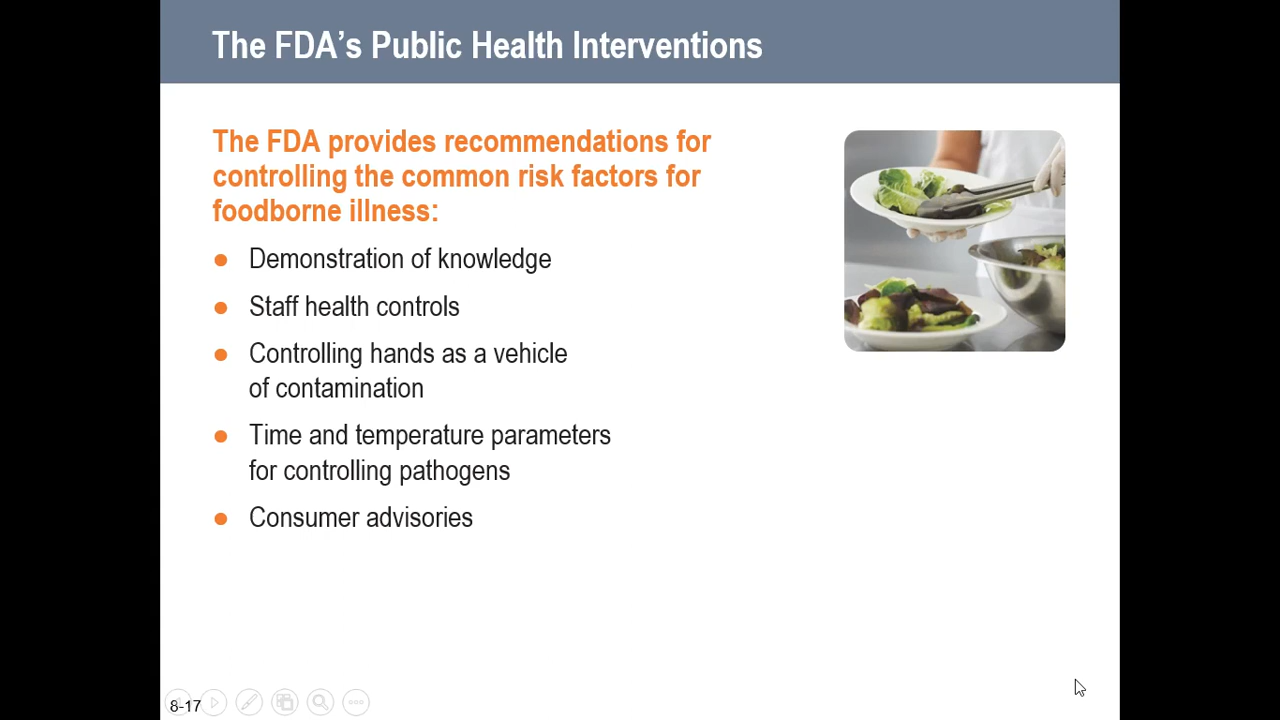 The FDA’s Public Health Interventions
The FDA provides recommendations for
controlling the common risk factors for
foodborne illness:
Demonstration of knowledge
Staff health controls
Controlling hands as a vehicle
of contamination
Time and temperature parameters
for controlling pathogens
Consumer advisories
8-17